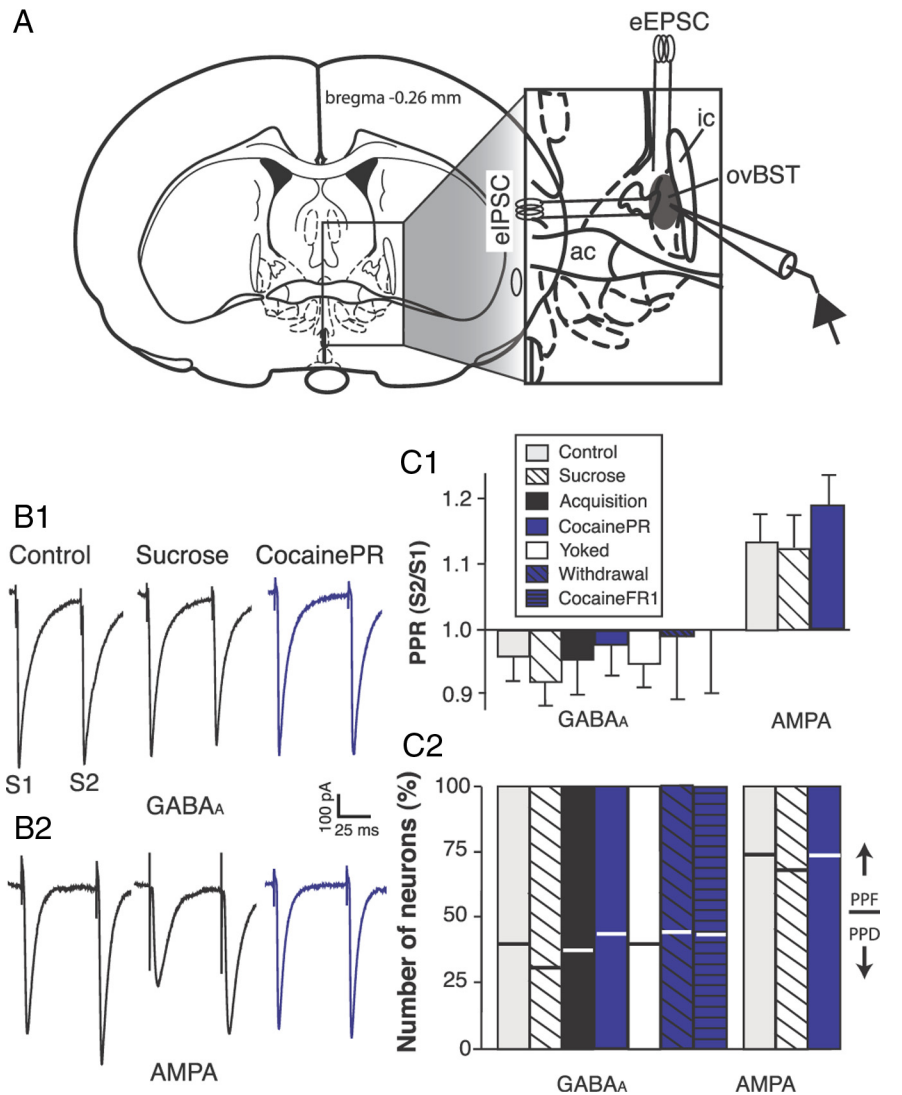 A
eEPSC
bregma -0.26 mm
ic
ovBST
eIPSC
ac
B1
Control Sucrose CocainePR
S1 S2
GABAA
100 pA
25 ms
B2
AMPA
C1
Control
Sucrose
Acquisition
CocainePR
Yoked
Withdrawal
CocaineFR1
PPR (S2/S1)
1.2
1.1
1.0
0.9
GABAA AMPA
C2
Number of neurons (%)
100
75
50
25
0
PPF
PPD
GABAA AMPA